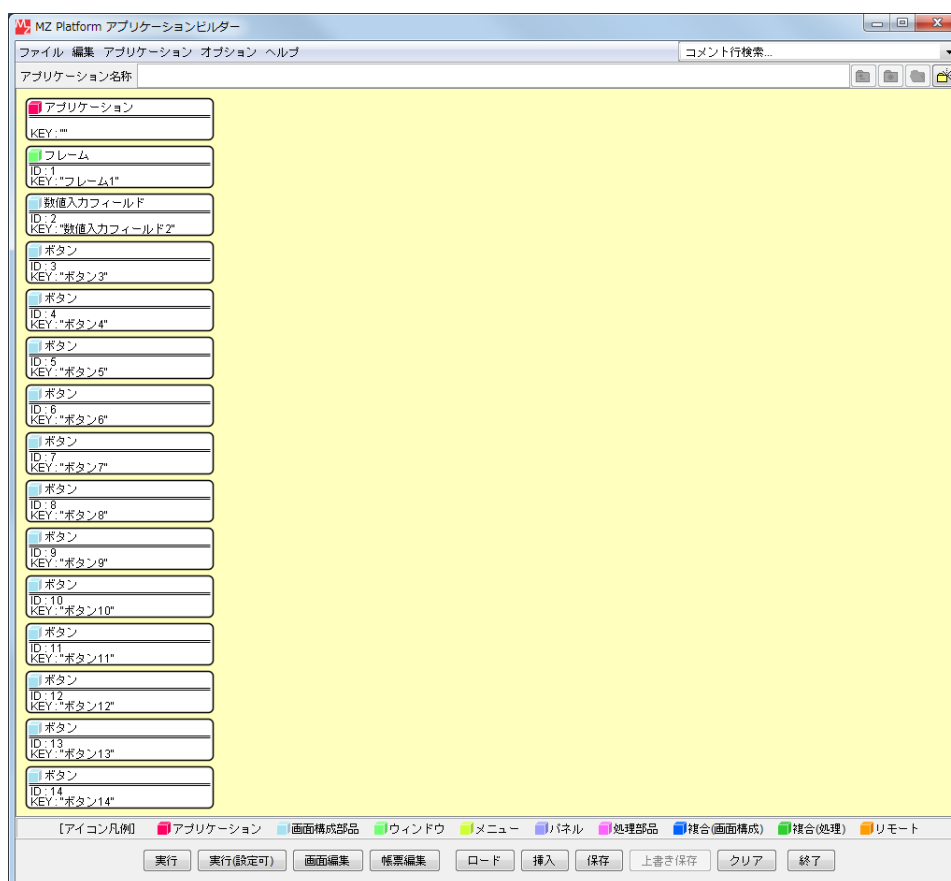 MZ Platform アプリケーションビルダー
ファイル 編集 アプリケーション オプション ヘルプ コメント行検索...
アプリケーション名称
アプリケーション
KEY:""
フレーム
ID:1
KEY:"フレーム1"
数値入力フィールド
ID:2
KEY:"数値入力フィールド2"
ボタン
ID:3
KEY:"ボタン3"
ボタン
ID:4
KEY:"ボタン4"
ボタン
ID:5
KEY:"ボタン5"
ボタン
ID:6
KEY:"ボタン6"
ボタン
ID:7
KEY:"ボタン7"
ボタン
ID:8
KEY:"ボタン8"
ボタン
ID:9
KEY:"ボタン9"
ボタン
ID:10
KEY:"ボタン10"
ボタン
ID:11
KEY:"ボタン11"
ボタン
ID:12
KEY:"ボタン12"
ボタン
ID:13
KEY:"ボタン13"
ボタン
ID:14
KEY:"ボタン14"
[アイコン凡例] アプリケーション 画面構成部品 ウィンドウ メニュー パネル 処理部品 複合(画面構成) 複合(処理) リモート
実行 実行(設定可) 画面編集 帳票編集 ロード 挿入 保存 上書き保存 クリア 終了